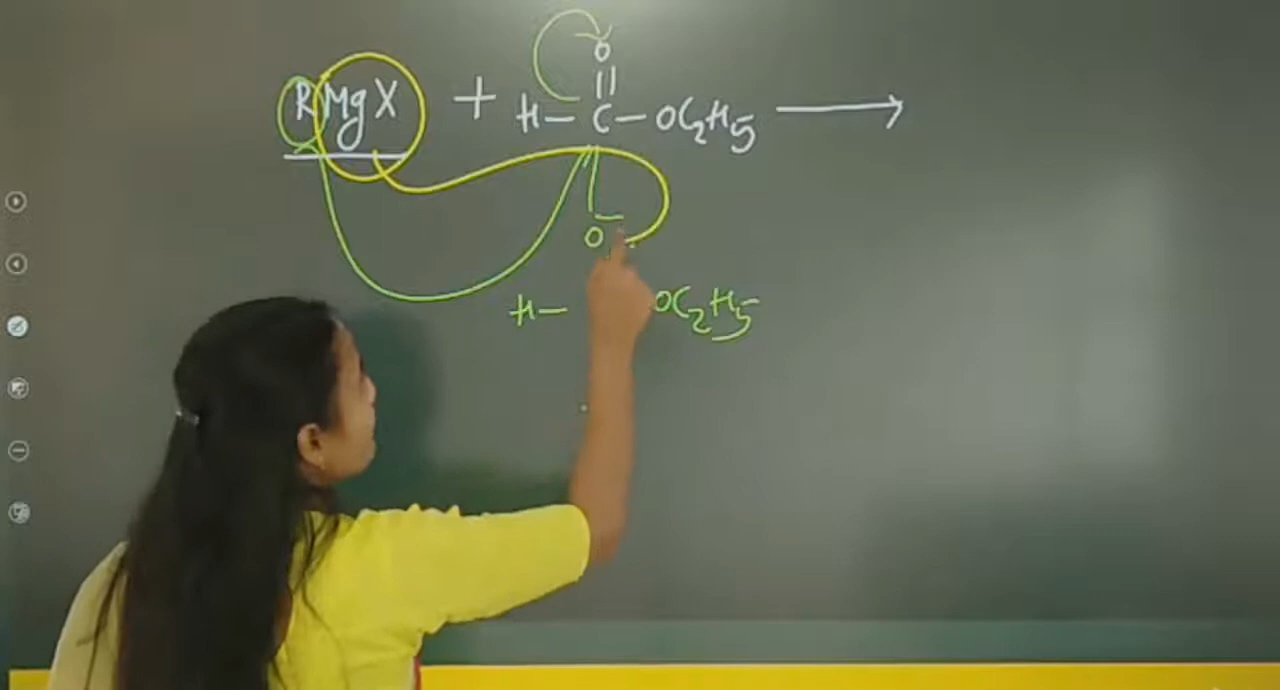 O
||
RMgX + H–C–OC₂H₅ ⟶
O⁻
H– OC₂H₅